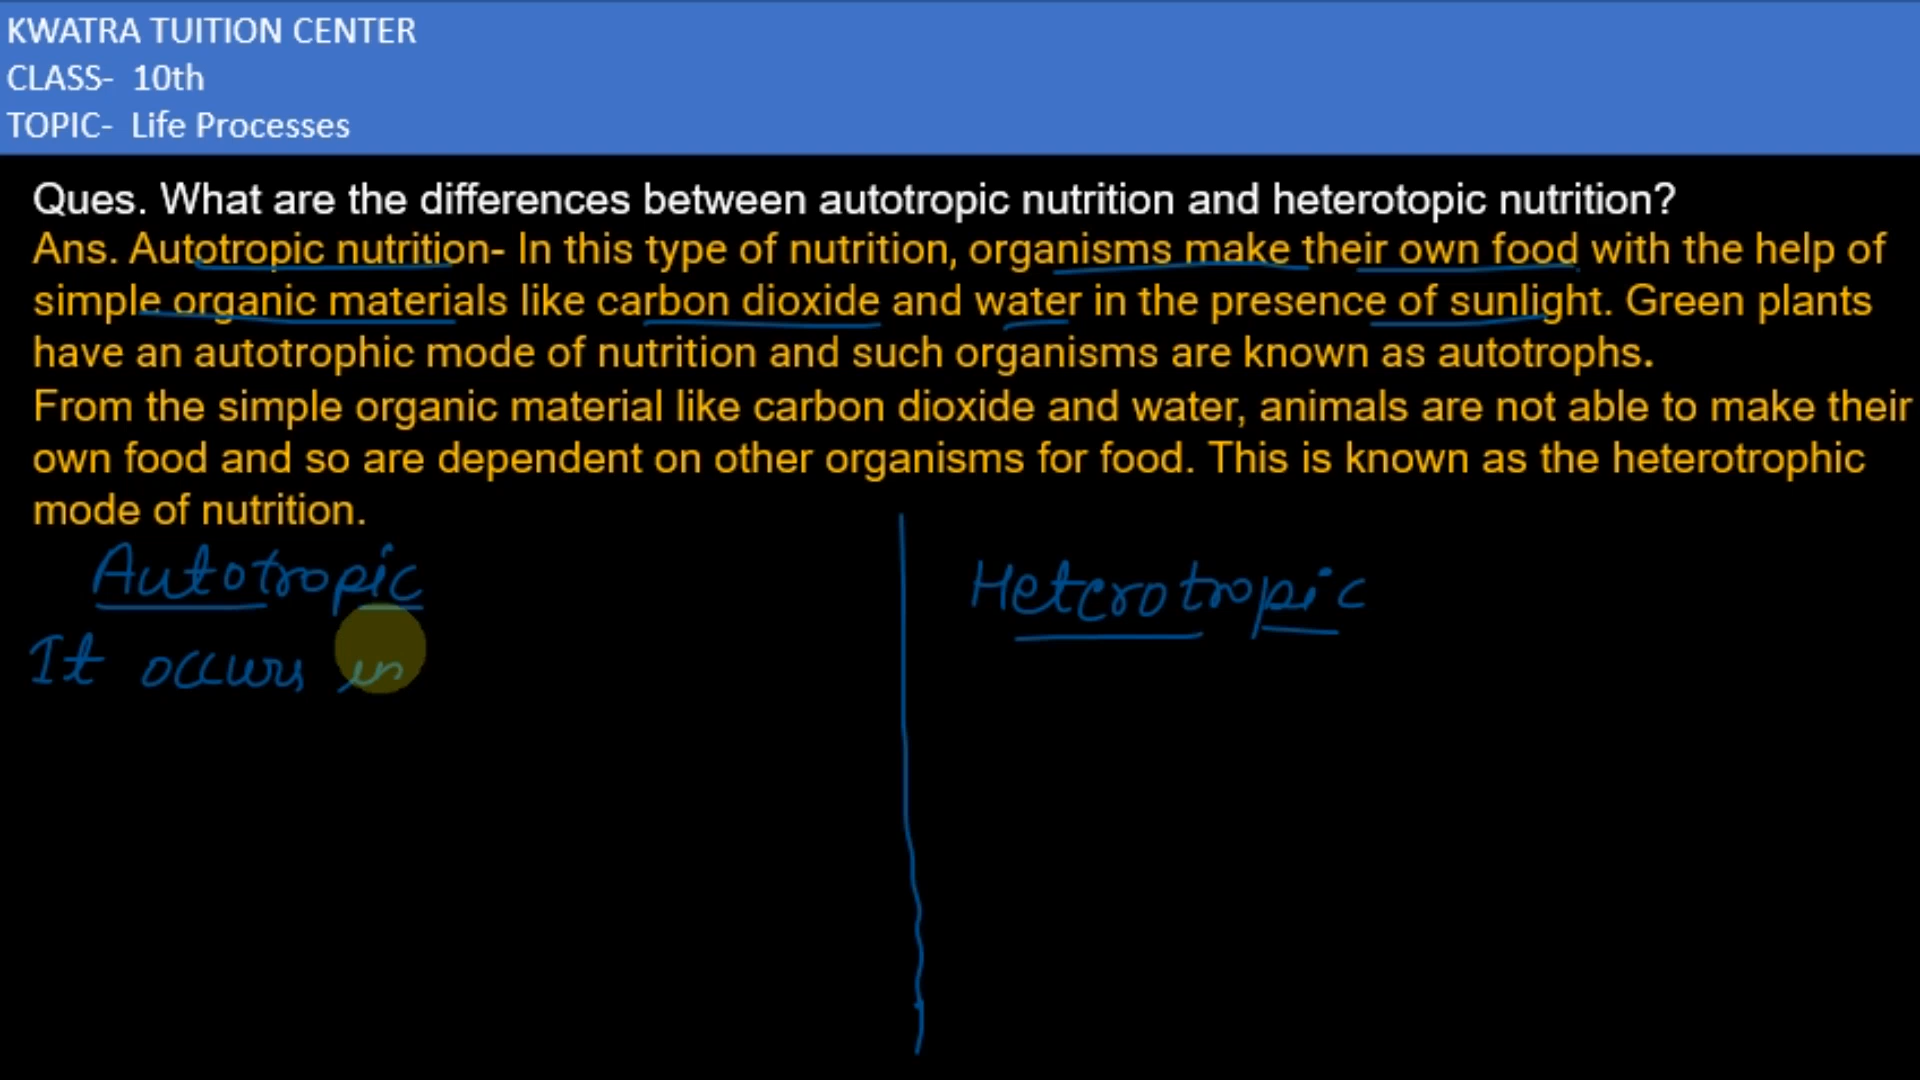 KWATRA TUITION CENTER
CLASS- 10th
TOPIC- Life Processes
Ques. What are the differences between autotropic nutrition and heterotopic nutrition?
Ans. Autotropic nutrition- In this type of nutrition, organisms make their own food with the help of
simple organic materials like carbon dioxide and water in the presence of sunlight. Green plants
have an autotrophic mode of nutrition and such organisms are known as autotrophs.
From the simple organic material like carbon dioxide and water, animals are not able to make their
own food and so are dependent on other organisms for food. This is known as the heterotrophic
mode of nutrition.
Autotropic
Heterotropic
It occurs in